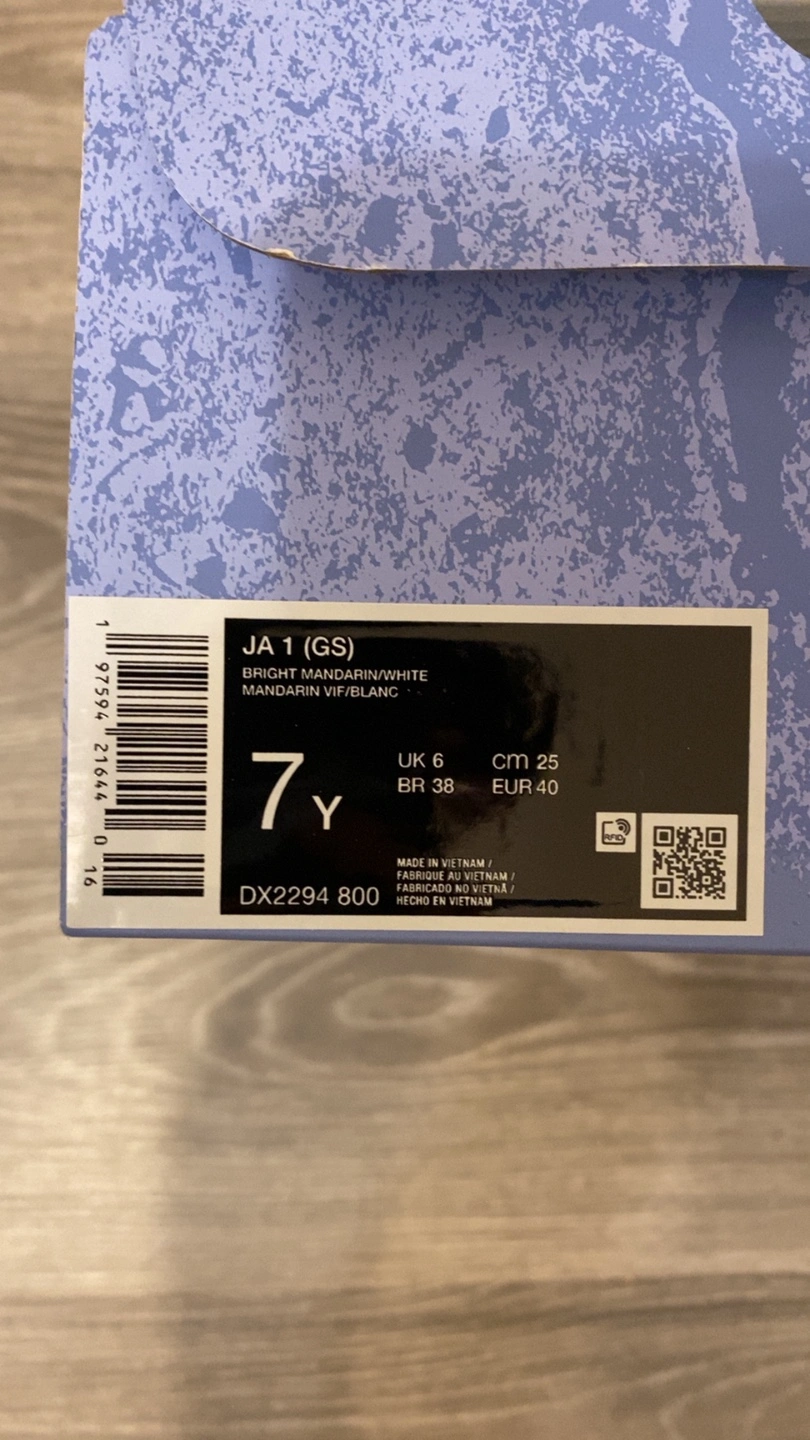 JA 1 (GS)
BRIGHT MANDARIN/WHITE
MANDARIN VIF/BLANC
7Y
UK 6 cm 25
BR 38 EUR 40
RFID
MADE IN VIETNAM /
FABRIQUE AU VIETNAM /
FABRICADO NO VIETNÃ /
HECHO EN VIETNAM
DX2294 800
1 97594 21644 0 16